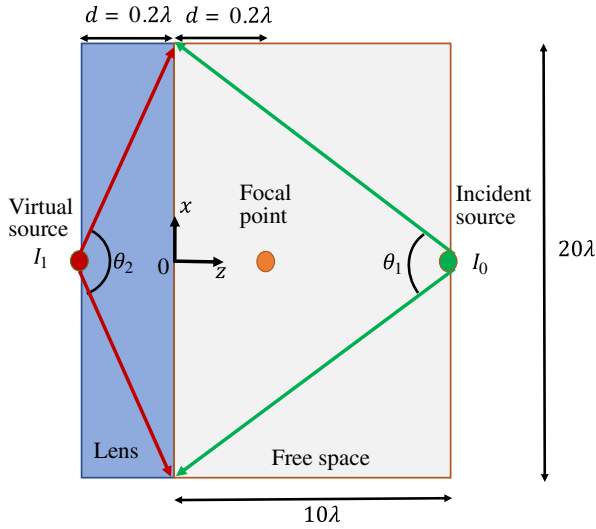 d = 0.2λ
d = 0.2λ
Virtual
source
I₁
θ₂
x
0
z
Focal
point
θ₁
Incident
source
I₀
20λ
Lens
Free space
10λ